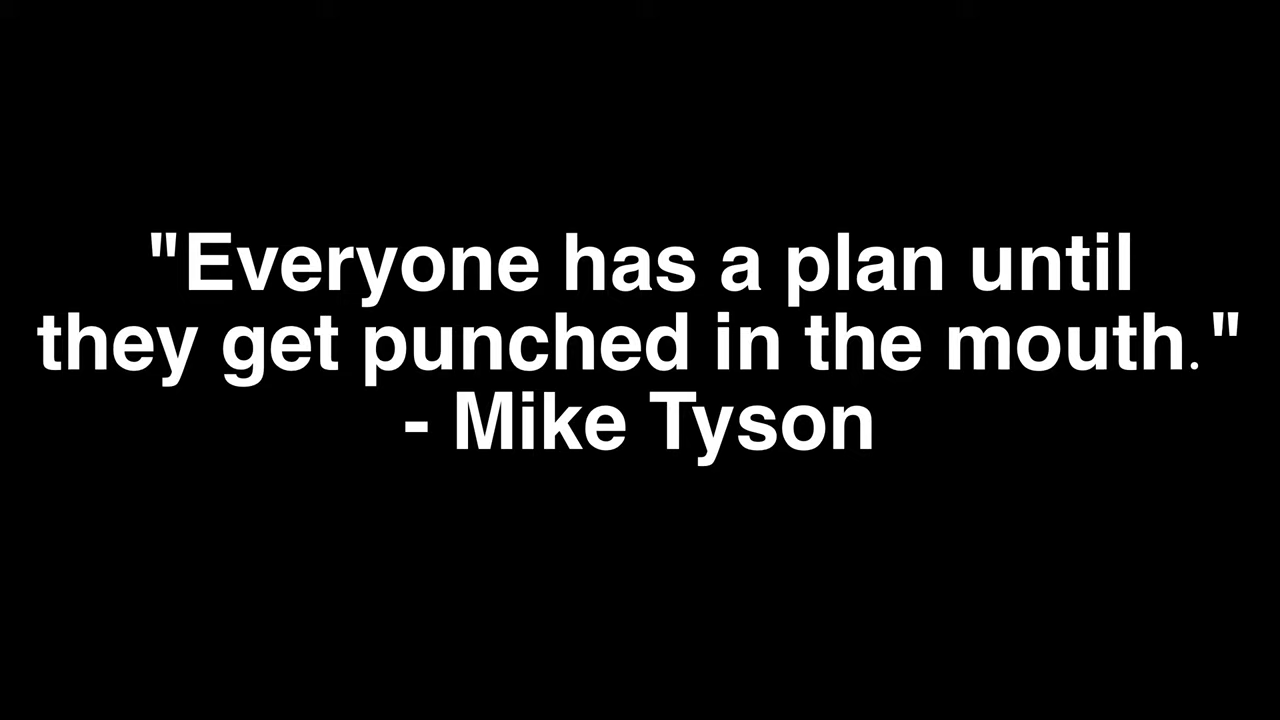 "Everyone has a plan until
they get punched in the mouth."
- Mike Tyson